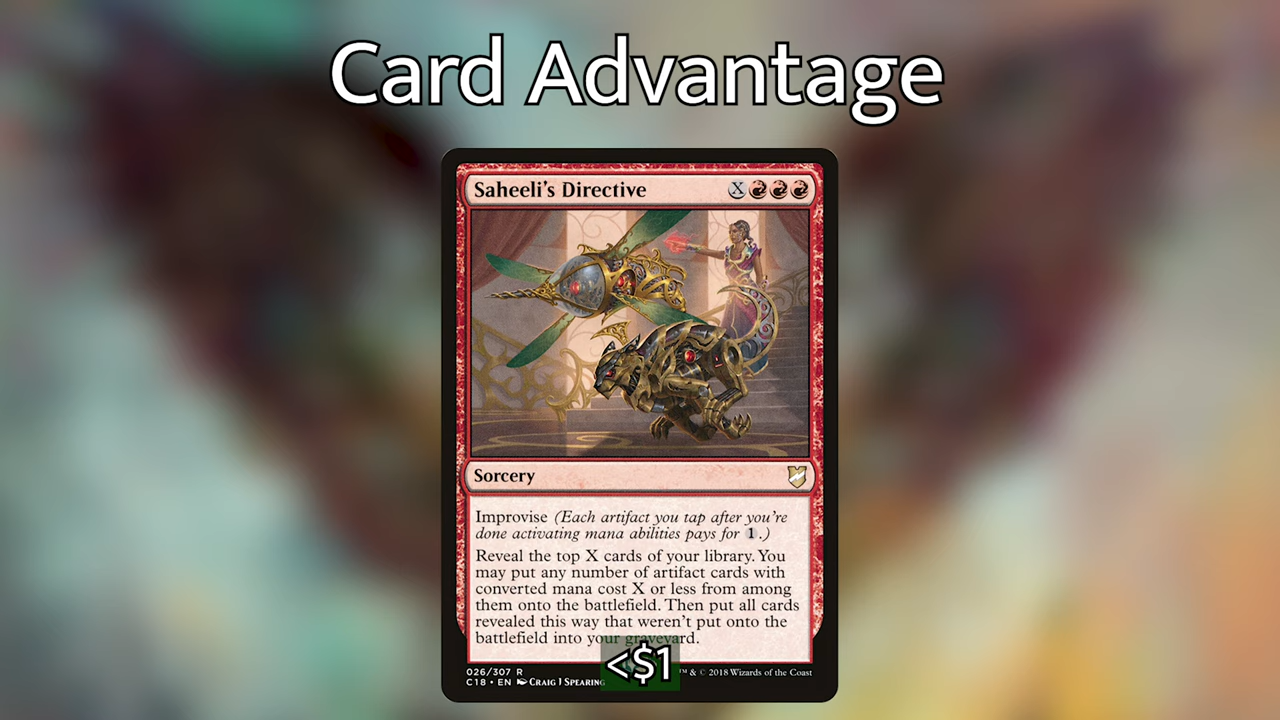 Card Advantage
Saheeli's Directive X
Sorcery
Improvise (Each artifact you tap after you're
done activating mana abilities pays for 1.)
Reveal the top X cards of your library. You
may put any number of artifact cards with
converted mana cost X or less from among
them onto the battlefield. Then put all cards
revealed this way that weren't put onto the
battlefield into your graveyard.
<$1
026/307 R
C18 • EN Craig J Spearing
™ & © 2018 Wizards of the Coast